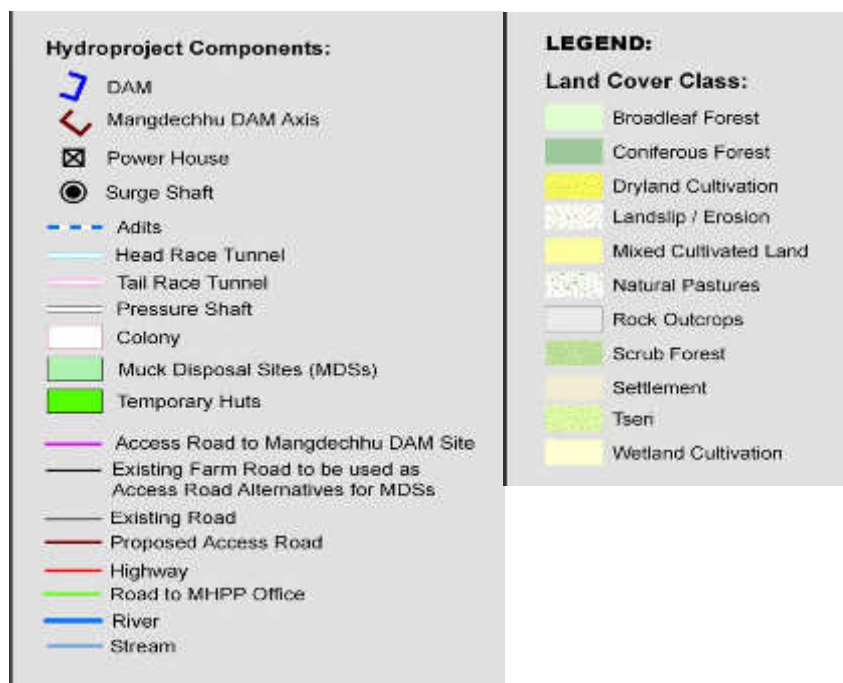 Hydroproject Components:
DAM
Mangdechhu DAM Axis
Power House
Surge Shaft
Adits
Head Race Tunnel
Tail Race Tunnel
Pressure Shaft
Colony
Muck Disposal Sites (MDSs)
Temporary Huts
Access Road to Mangdechhu DAM Site
Existing Farm Road to be used as
Access Road Alternatives for MDSs
Existing Road
Proposed Access Road
Highway
Road to MHPP Office
River
Stream
LEGEND:
Land Cover Class:
Broadleaf Forest
Coniferous Forest
Dryland Cultivation
Landslip / Erosion
Mixed Cultivated Land
Natural Pastures
Rock Outcrops
Scrub Forest
Settlement
Tseri
Wetland Cultivation